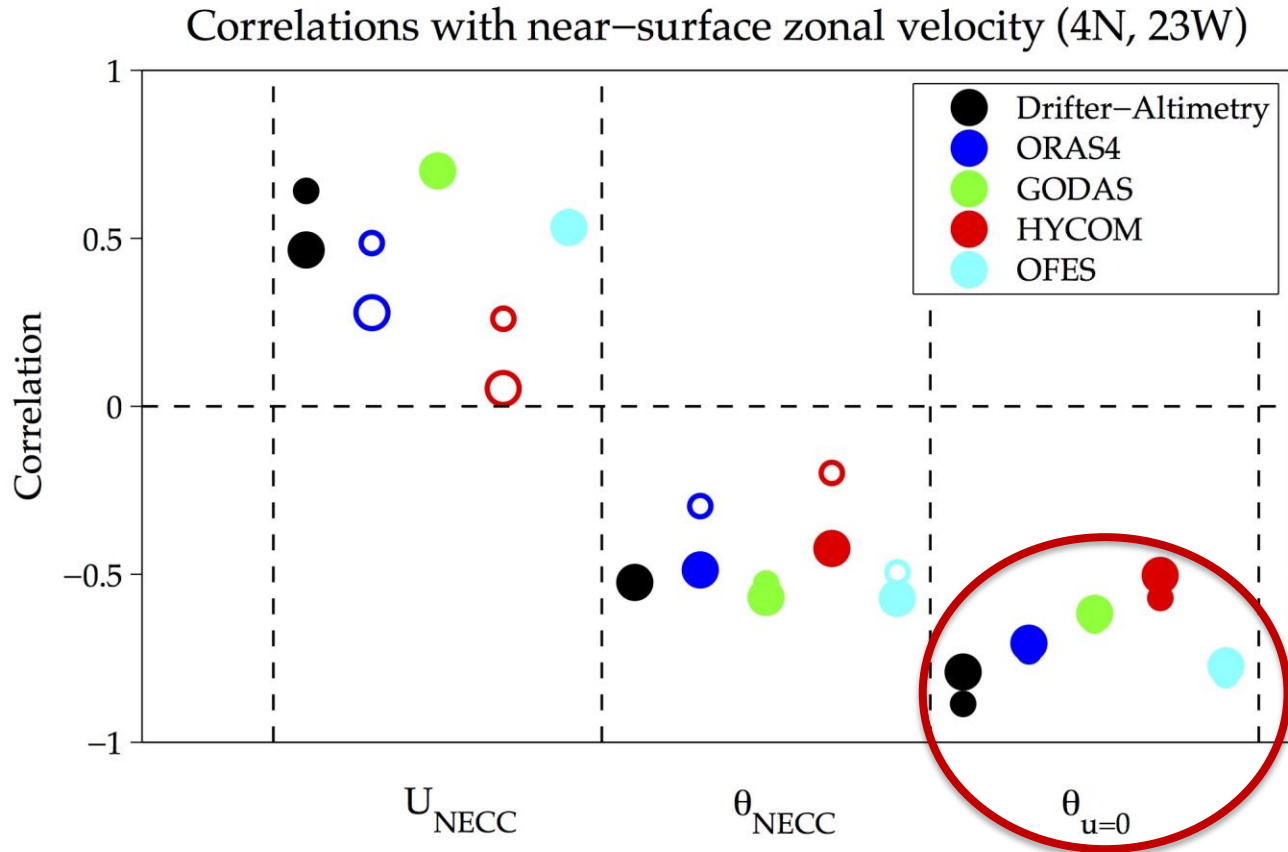 Correlations with near−surface zonal velocity (4N, 23W)
1
0.5
0
−0.5
−1
Correlation
Drifter−Altimetry
ORAS4
GODAS
HYCOM
OFES
U_NECC
θ_NECC
θ_u=0